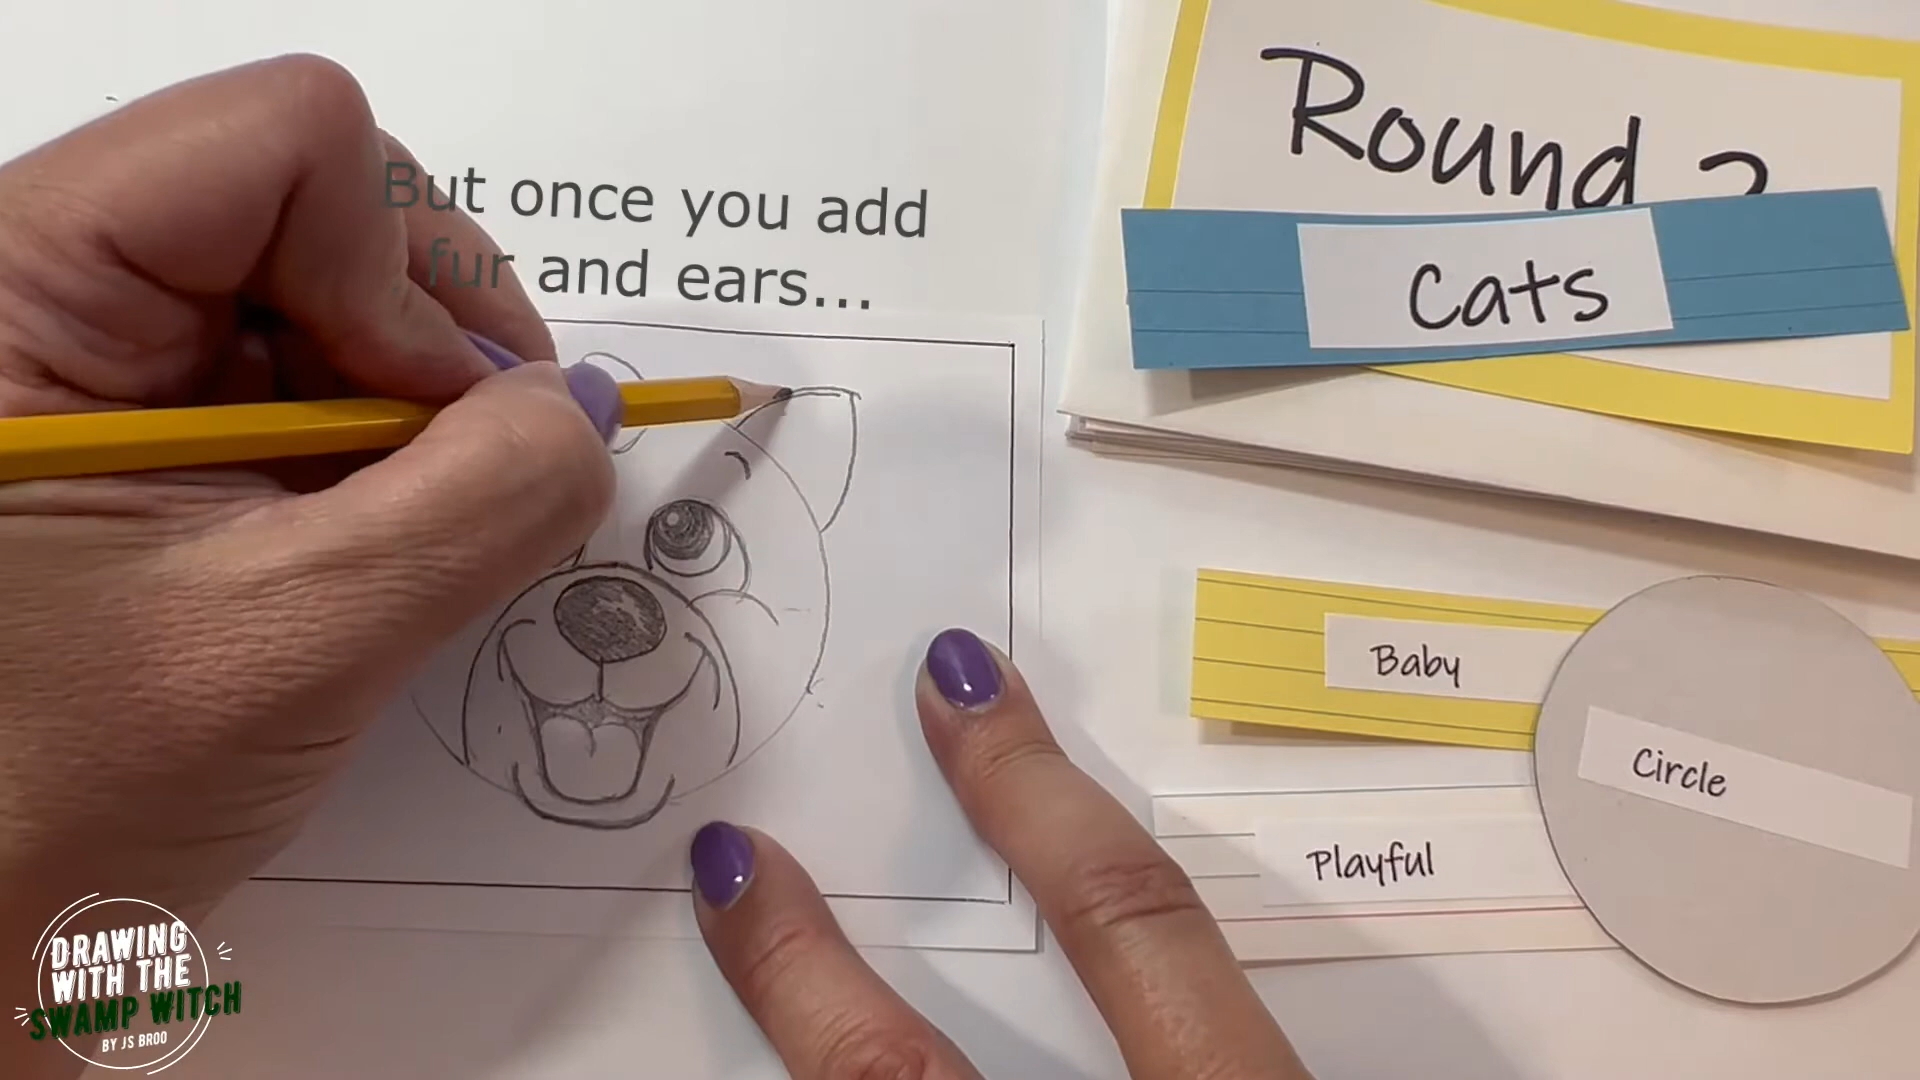 But once you add
fur and ears...
Round 2
Cats
Baby
Circle
Playful
DRAWING
WITH THE
SWAMP WITCH
BY JS BROO